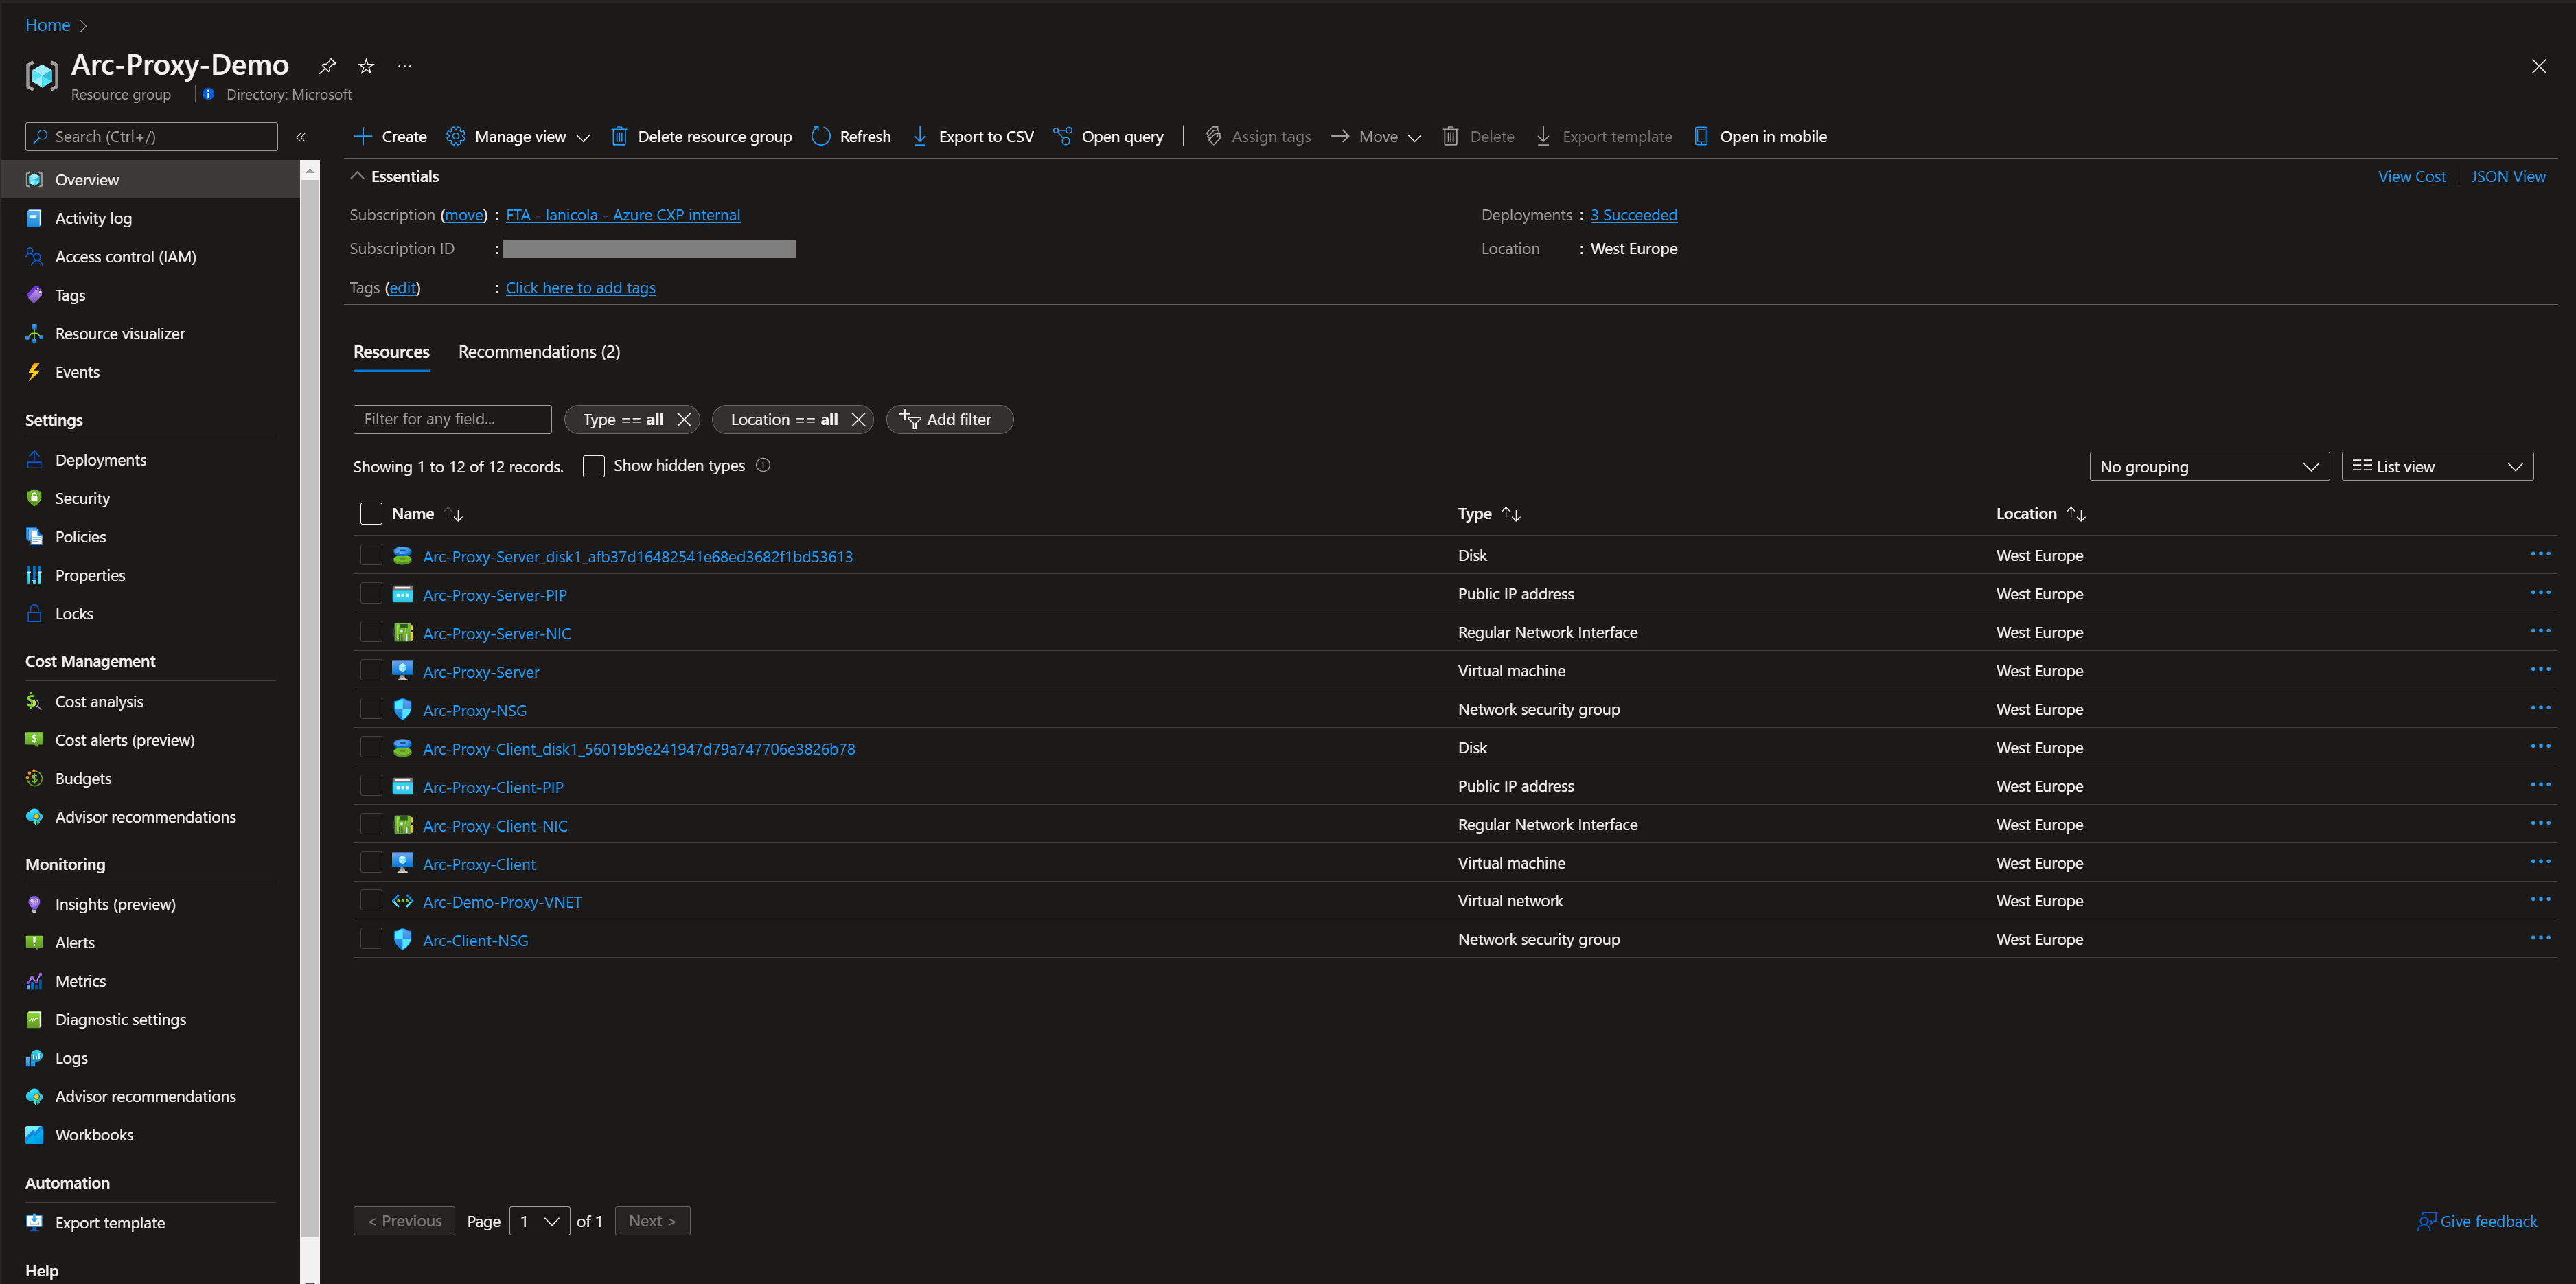 Home >
Arc-Proxy-Demo ...
Resource group Directory: Microsoft
Search (Ctrl+/) «
Create Manage view Delete resource group Refresh Export to CSV Open query Assign tags Move Delete Export template Open in mobile
Overview
Activity log
Access control (IAM)
Tags
Resource visualizer
Events
Settings
Deployments
Security
Policies
Properties
Locks
Cost Management
Cost analysis
Cost alerts (preview)
Budgets
Advisor recommendations
Monitoring
Insights (preview)
Alerts
Metrics
Diagnostic settings
Logs
Advisor recommendations
Workbooks
Automation
Export template
Help
Essentials View Cost JSON View
Subscription (move) : FTA - lanicola - Azure CXP internal Deployments : 3 Succeeded
Subscription ID : Location : West Europe
Tags (edit) : Click here to add tags
Resources Recommendations (2)
Filter for any field... Type == all Location == all Add filter
Showing 1 to 12 of 12 records. Show hidden types No grouping List view
Name Type Location
Arc-Proxy-Server_disk1_afb37d16482541e68ed3682f1bd53613 Disk West Europe ...
Arc-Proxy-Server-PIP Public IP address West Europe ...
Arc-Proxy-Server-NIC Regular Network Interface West Europe ...
Arc-Proxy-Server Virtual machine West Europe ...
Arc-Proxy-NSG Network security group West Europe ...
Arc-Proxy-Client_disk1_56019b9e241947d79a747706e3826b78 Disk West Europe ...
Arc-Proxy-Client-PIP Public IP address West Europe ...
Arc-Proxy-Client-NIC Regular Network Interface West Europe ...
Arc-Proxy-Client Virtual machine West Europe ...
Arc-Demo-Proxy-VNET Virtual network West Europe ...
Arc-Client-NSG Network security group West Europe ...
< Previous Page 1 of 1 Next > Give feedback